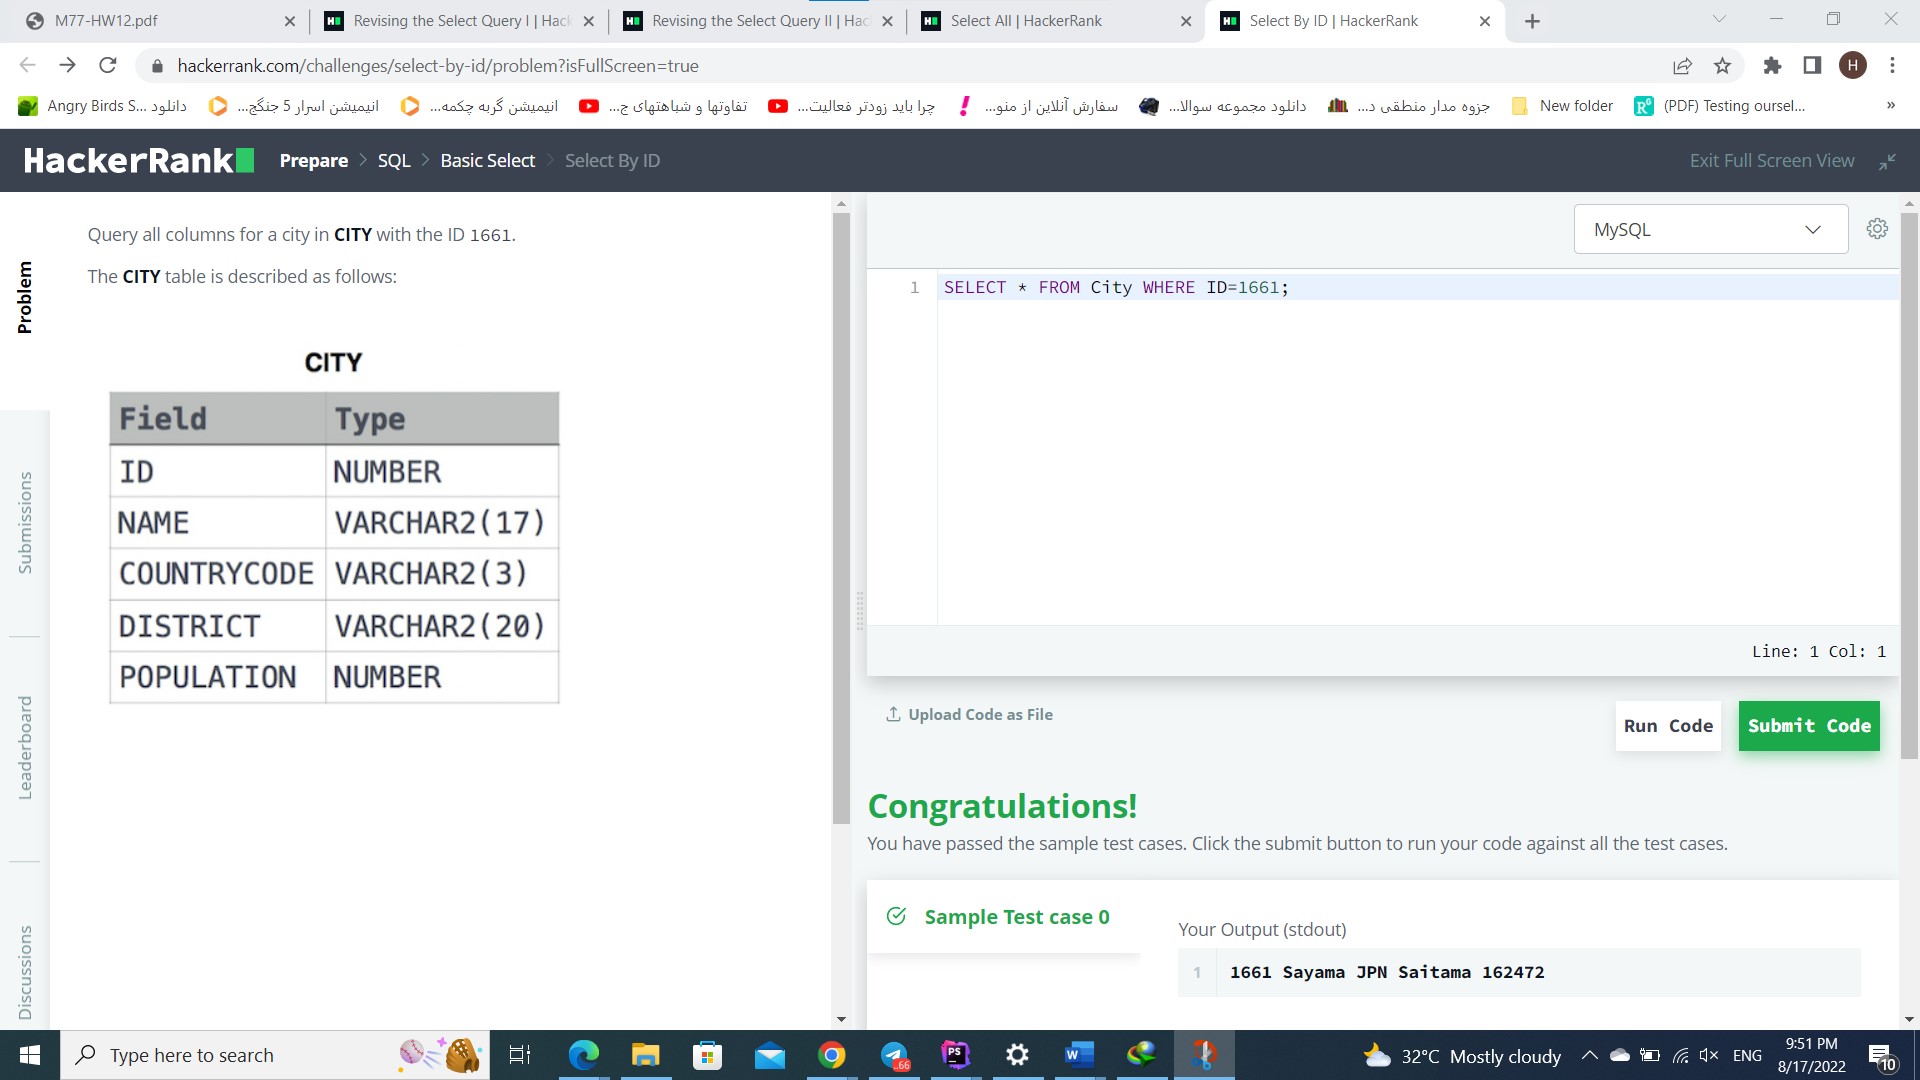 M77-HW12.pdf
Revising the Select Query I | Hack
Revising the Select Query II | Hac
Select All | HackerRank
Select By ID | HackerRank
hackerrank.com/challenges/select-by-id/problem?isFullScreen=true
H
Angry Birds S... دانلود
انیمیشن اسرار 5 جنگج...
انیمیشن گربه چکمه...
تفاوتها و شباهتهای ج...
چرا باید زودتر فعالیت...
سفارش آنلاین از منو...
دانلود مجموعه سوالا...
جزوه مدار منطقی د...
New folder
(PDF) Testing oursel...
»
HackerRank
Prepare > SQL > Basic Select > Select By ID
Exit Full Screen View
Problem
Submissions
Leaderboard
Discussions
Query all columns for a city in CITY with the ID 1661.
The CITY table is described as follows:
CITY
Field Type
ID NUMBER
NAME VARCHAR2(17)
COUNTRYCODE VARCHAR2(3)
DISTRICT VARCHAR2(20)
POPULATION NUMBER
MySQL
1 SELECT * FROM City WHERE ID=1661;
Line: 1 Col: 1
Upload Code as File
Run Code
Submit Code
Congratulations!
You have passed the sample test cases. Click the submit button to run your code against all the test cases.
Sample Test case 0
Your Output (stdout)
1 1661 Sayama JPN Saitama 162472
Type here to search
.66
PS
W
32°C Mostly cloudy
ENG
9:51 PM
8/17/2022
10